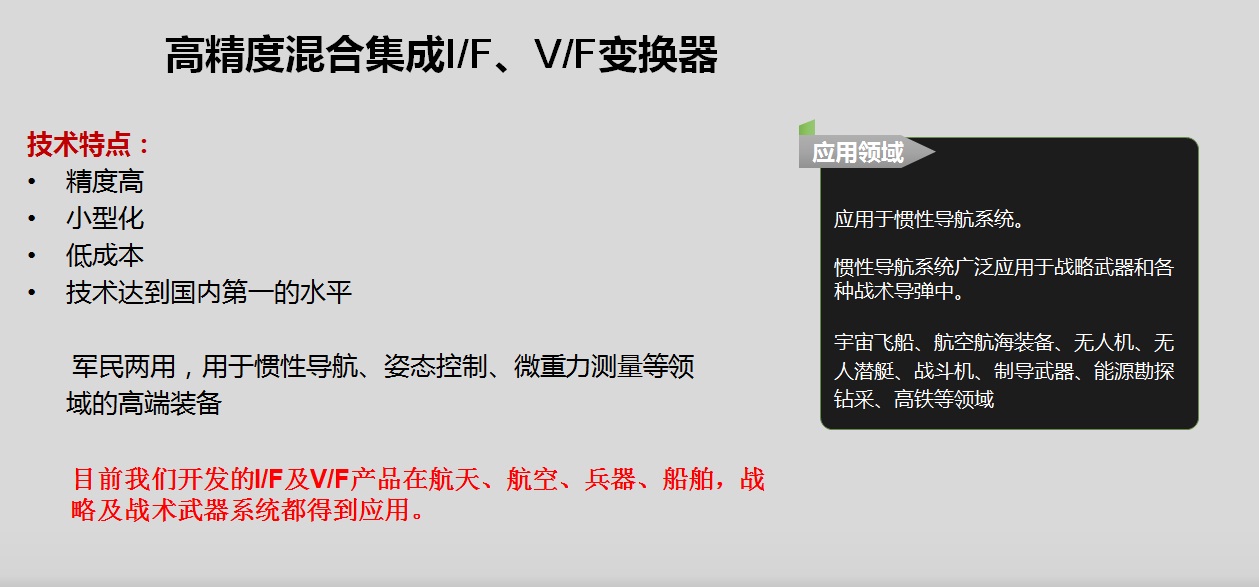 高精度混合集成I/F、V/F变换器
技术特点：
• 精度高
• 小型化
• 低成本
• 技术达到国内第一的水平
军民两用，用于惯性导航、姿态控制、微重力测量等领
域的高端装备
目前我们开发的I/F及V/F产品在航天、航空、兵器、船舶，战
略及战术武器系统都得到应用。
应用领域
应用于惯性导航系统。
惯性导航系统广泛应用于战略武器和各
种战术导弹中。
宇宙飞船、航空航海装备、无人机、无
人潜艇、战斗机、制导武器、能源勘探
钻采、高铁等领域